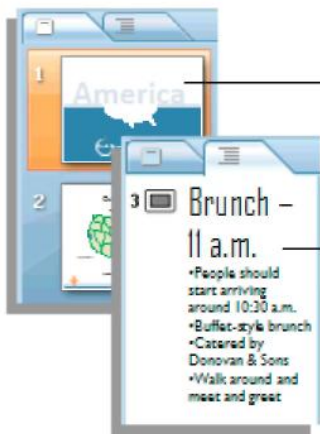 1
America
2
3
Brunch –
11 a.m.
•People should
start arriving
around 10:30 a.m.
•Buffet-style brunch
•Catered by
Donovan & Sons
•Walk around and
meet and greet